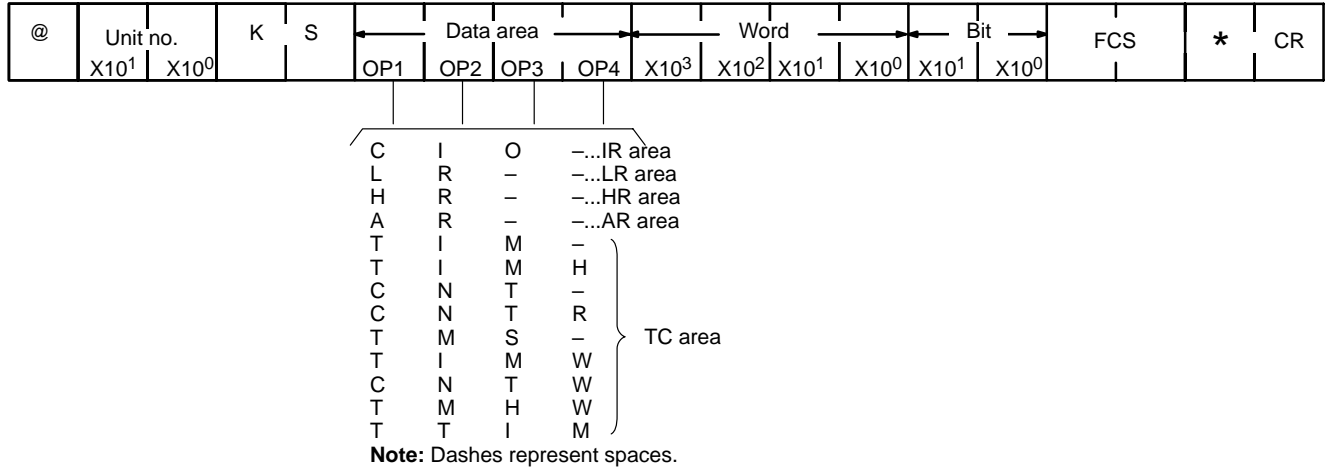 @ Unit no. K S Data area Word Bit FCS * CR
X10¹ X10⁰ OP1 OP2 OP3 OP4 X10³ X10² X10¹ X10⁰ X10¹ X10⁰
C I O –...IR area
L R – –...LR area
H R – –...HR area
A R – –...AR area
T I M –
T I M H
C N T –
C N T R
T M S – TC area
T I M W
C N T W
T M H W
T T I M
Note: Dashes represent spaces.